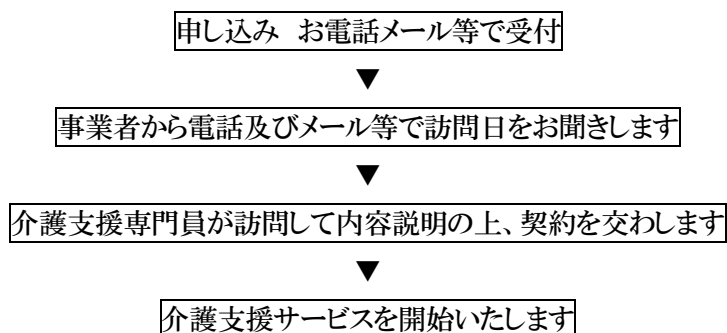 申し込み　お電話メール等で受付
▼
事業者から電話及びメール等で訪問日をお聞きします
▼
介護支援専門員が訪問して内容説明の上、契約を交わします
▼
介護支援サービスを開始いたします